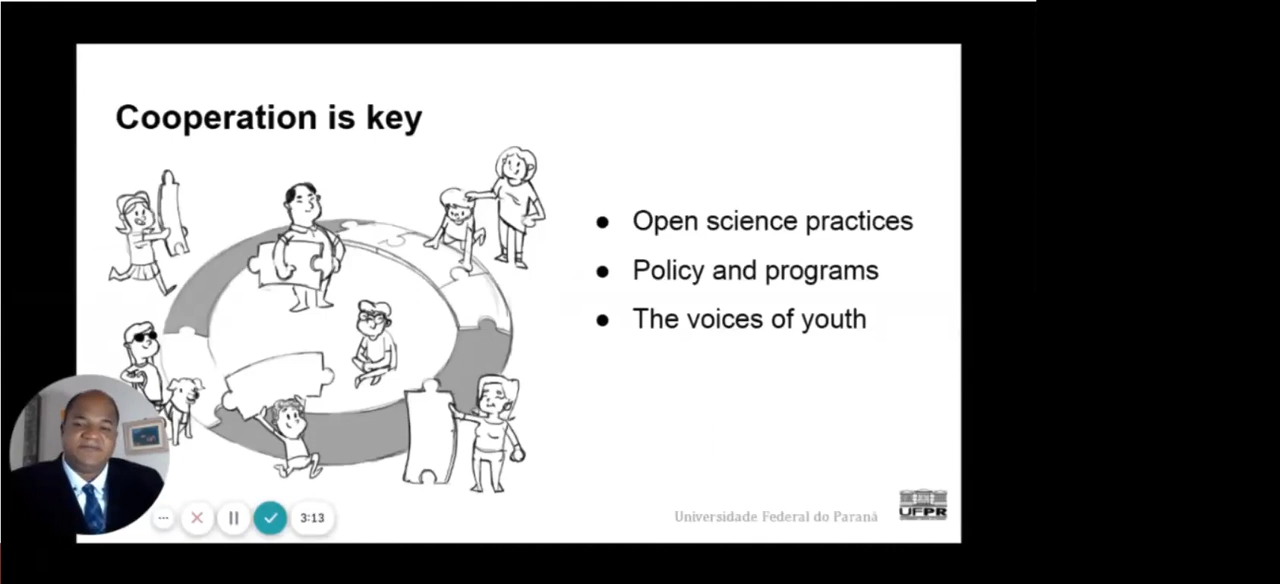 Cooperation is key
Open science practices
Policy and programs
The voices of youth
Universidade Federal do Paraná
UFPR
3:13